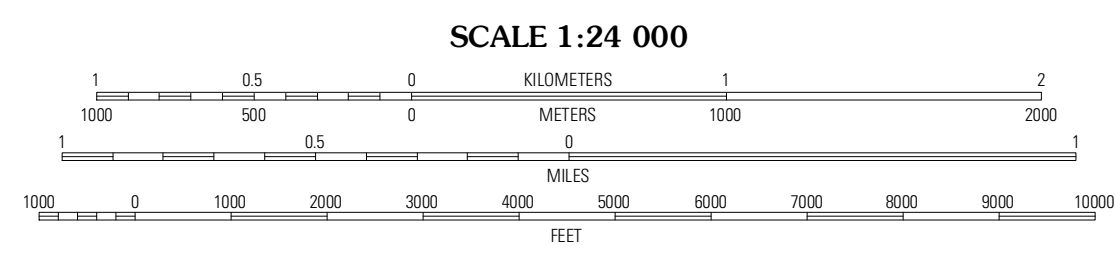 SCALE 1:24 000
1 0.5 0 KILOMETERS 1 2
1000 500 0 METERS 1000 2000
1 0.5 0 1
MILES
1000 0 1000 2000 3000 4000 5000 6000 7000 8000 9000 10000
FEET